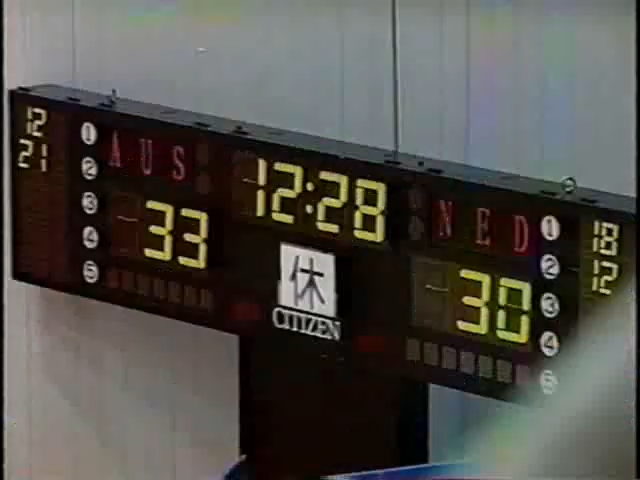 12 ① AUS 12:28 NED ① 18
21 ② ② 12
③ 33 30 ③
④ 休 ④
⑤ CITIZEN ⑤